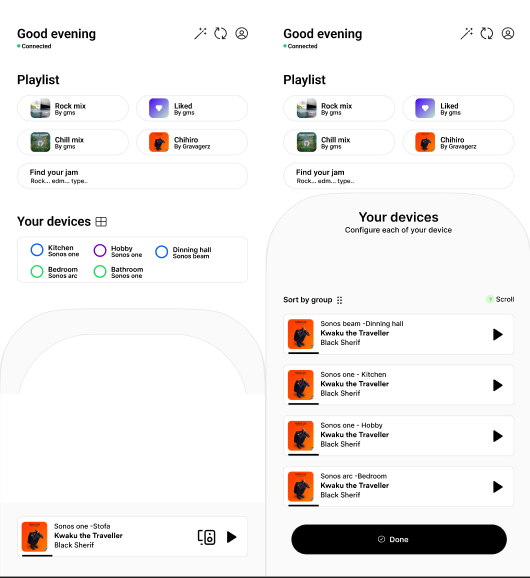 Good evening
Connected
Playlist
Rock mix
By gms
Liked
By gms
Chill mix
By gms
Chihiro
By Gravagerz
Find your jam
Rock... edm... type..
Your devices
Kitchen
Sonos one
Hobby
Sonos one
Dinning hall
Sonos beam
Bedroom
Sonos arc
Bathroom
Sonos one
Sonos one -Stofa
Kwaku the Traveller
Black Sherif
Good evening
Connected
Playlist
Rock mix
By gms
Liked
By gms
Chill mix
By gms
Chihiro
By Gravagerz
Find your jam
Rock... edm... type..
Your devices
Configure each of your device
Sort by group
Scroll
Sonos beam -Dinning hall
Kwaku the Traveller
Black Sherif
Sonos one - Kitchen
Kwaku the Traveller
Black Sherif
Sonos one - Hobby
Kwaku the Traveller
Black Sherif
Sonos arc -Bedroom
Kwaku the Traveller
Black Sherif
Done